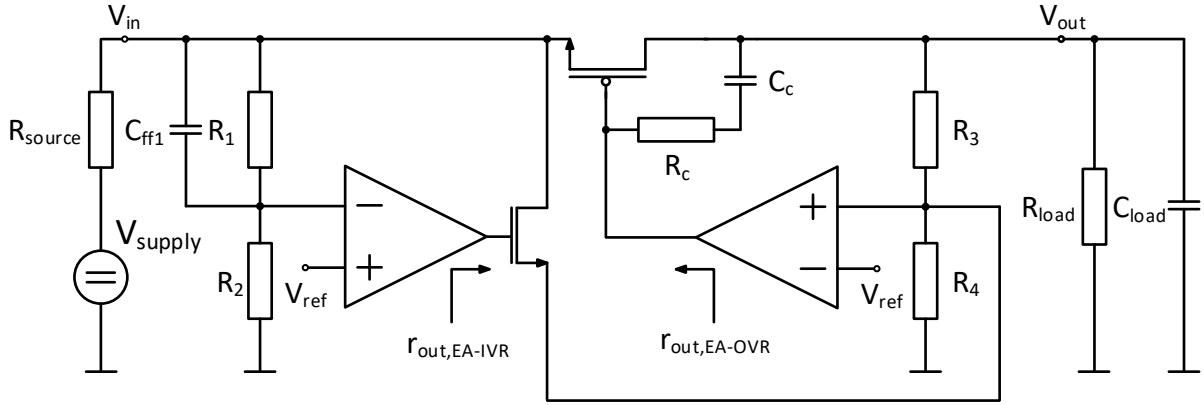 V_in
V_out
R_source
C_ff1
R_1
C_c
R_c
R_3
R_load
C_load
V_supply
R_2
−
+
V_ref
+
−
V_ref
R_4
r_out,EA-IVR
r_out,EA-OVR